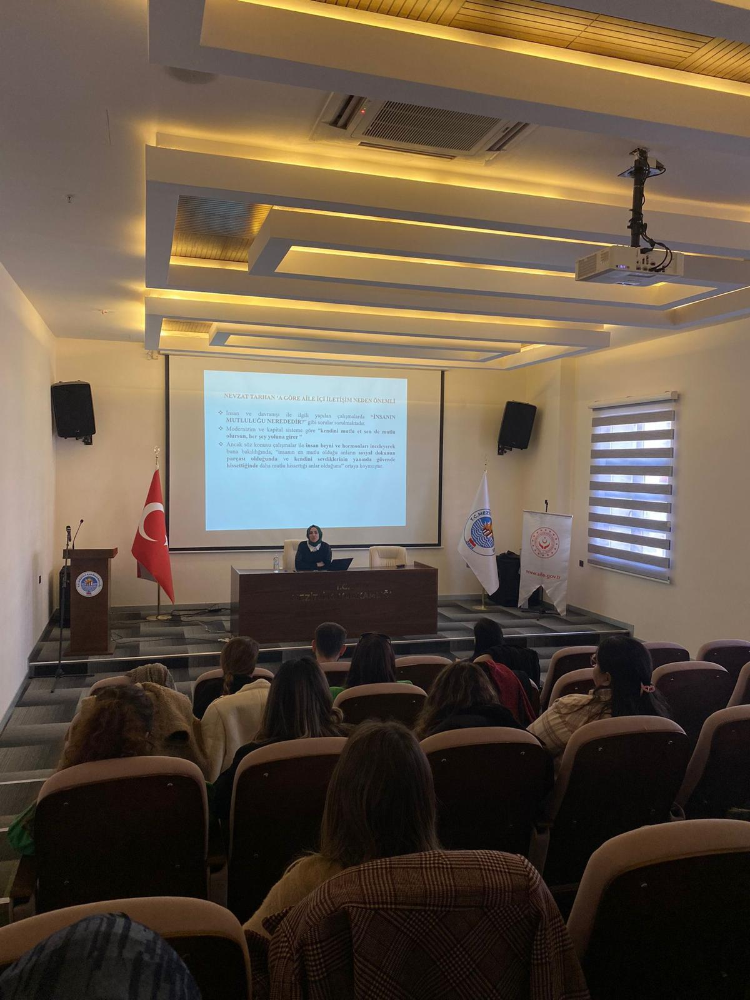 NEVZAT TARHAN 'A GÖRE AİLE İÇİ İLETİŞİM NEDEN ÖNEMLİ
❖ İnsan ve davranışı ile ilgili yapılan çalışmalarda "İNSANIN
MUTLULUĞU NEREDEDİR?" gibi sorular sorulmaktadır.
❖ Modernizim ve kapital sisteme göre "kendini mutlu et sen de mutlu
olursun, her şey yoluna girer "
❖ Ancak söz konusu çalışmalar ile insan beyni ve hormonları inceleyerek
buna bakıldığında, "insanın en mutlu olduğu anların sosyal dokunun
parçası olduğunda ve kendini sevdiklerinin yanında güvende
hissettiğinde daha mutlu hissettiği anlar olduğunu" ortaya koymuştur.
T.C.
MEZİTLİ KAYMAKAMLIĞI
T.C. MEZİ
www.aile.gov.tr
T.C. MEZİTLİ KAYMAKAMLIĞI